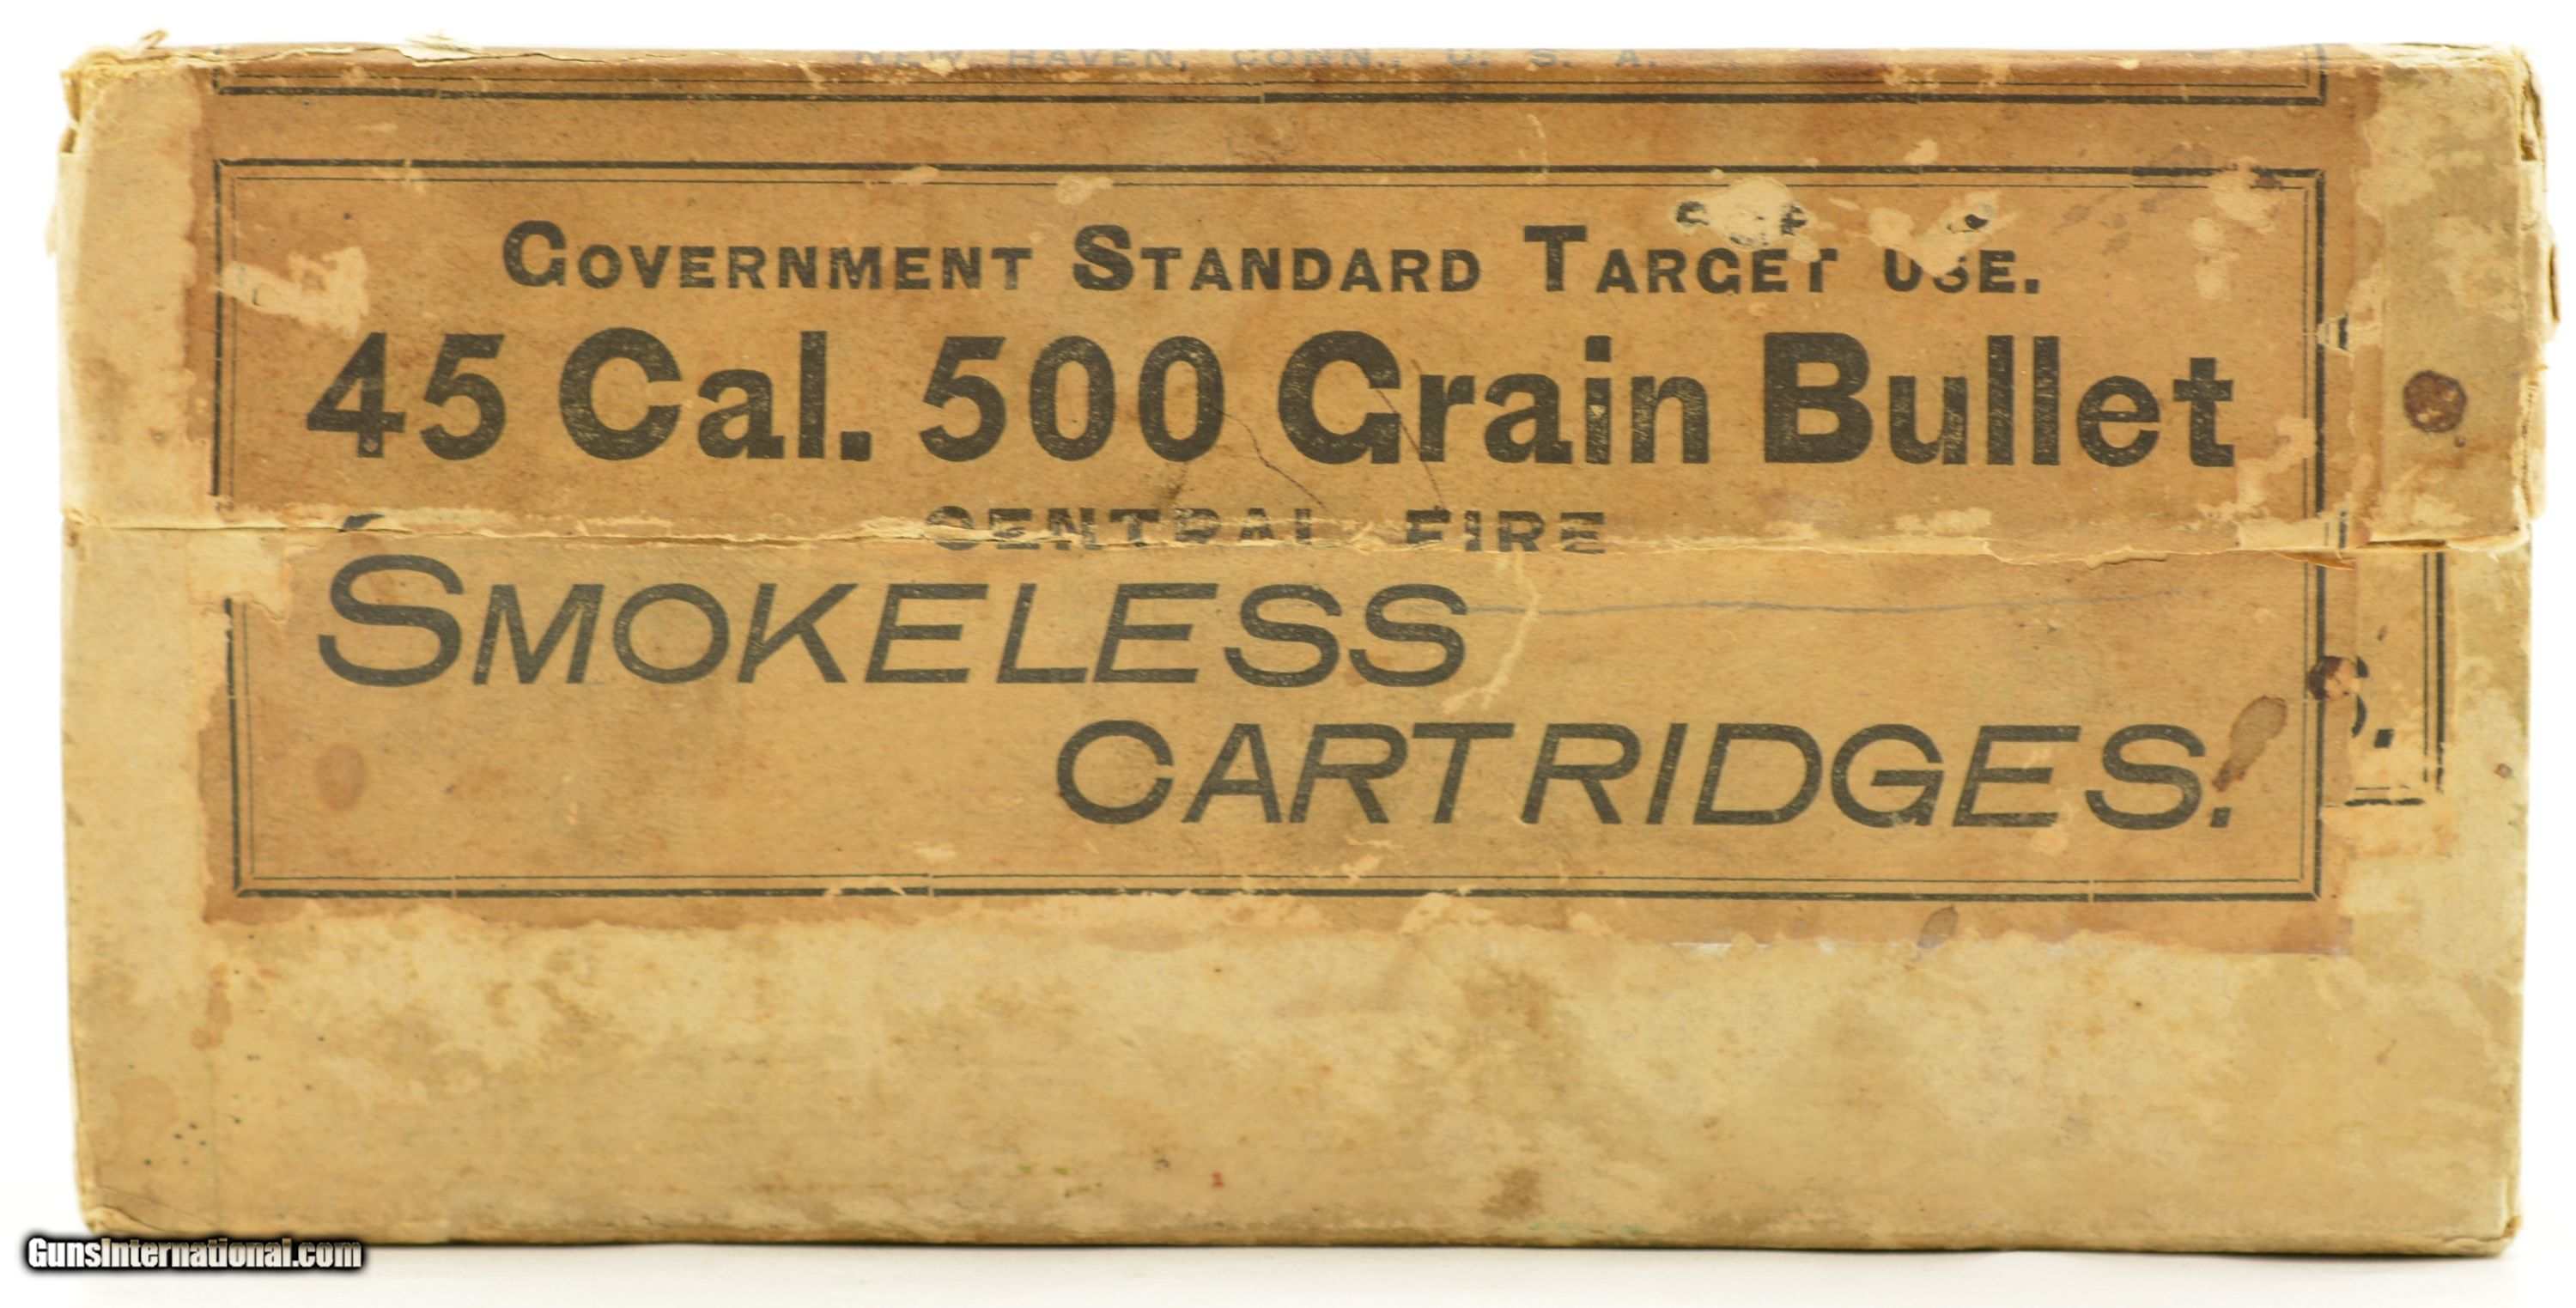 NEW HAVEN, CONN., U. S. A.
GOVERNMENT STANDARD TARGET USE.
45 Cal. 500 Grain Bullet
CENTRAL FIRE
SMOKELESS
CARTRIDGES.
GunsInternational.com